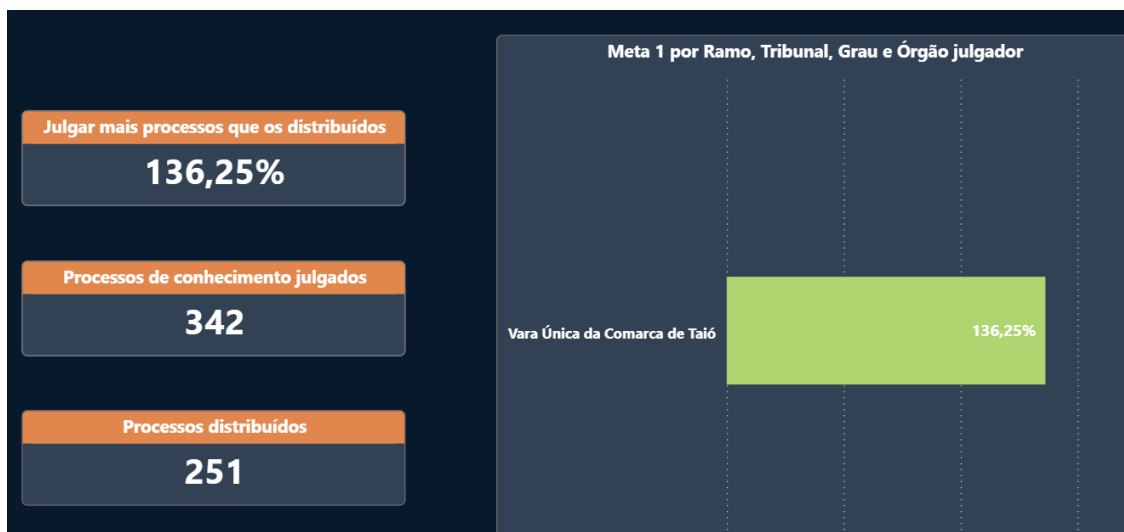 Julgar mais processos que os distribuídos
136,25%
Processos de conhecimento julgados
342
Processos distribuídos
251
Meta 1 por Ramo, Tribunal, Grau e Órgão julgador
Vara Única da Comarca de Taió
136,25%